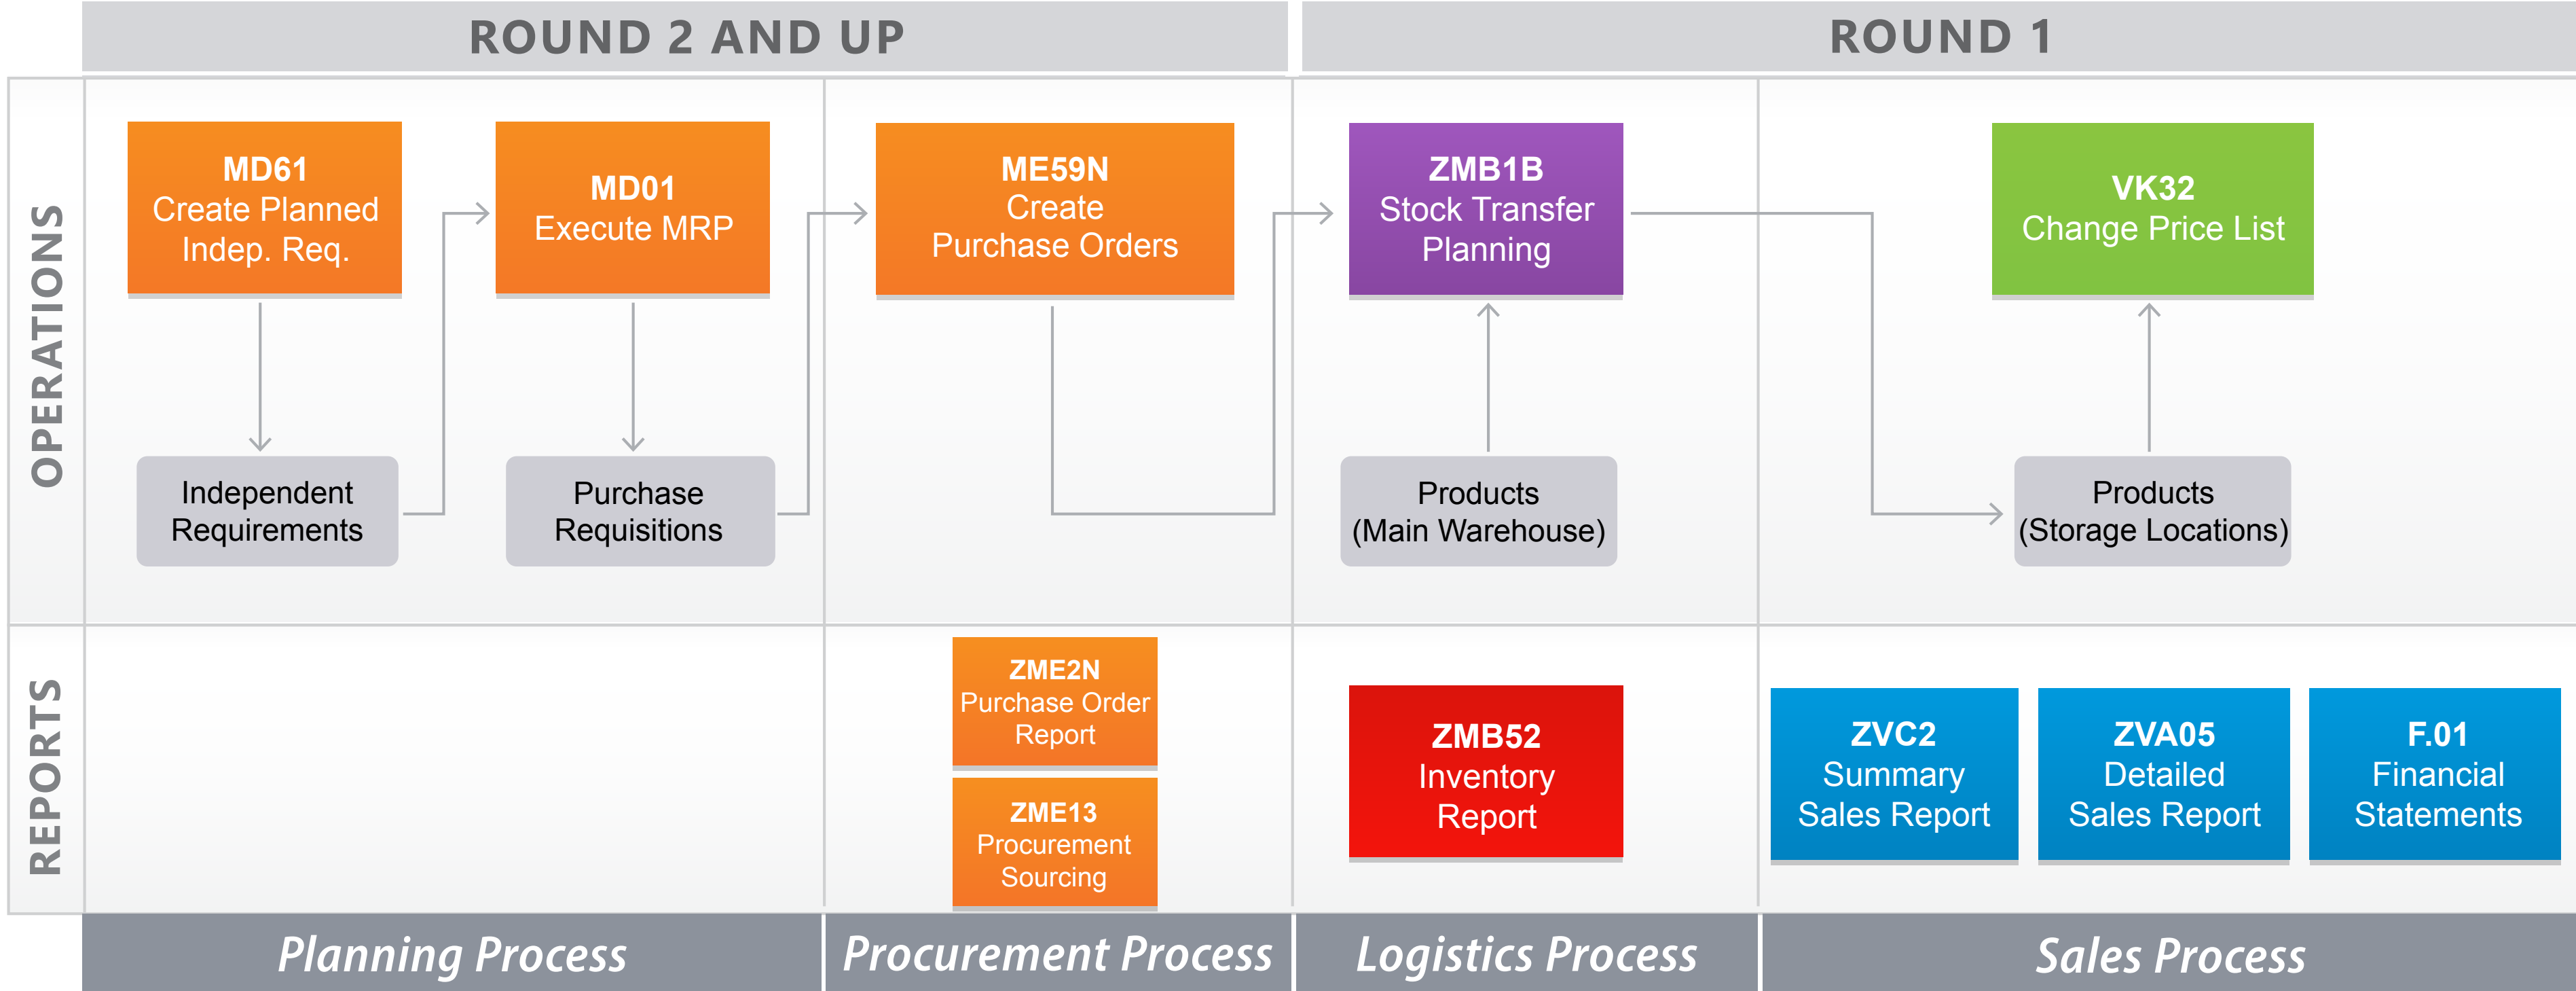 ROUND 2 AND UP
ROUND 1
OPERATIONS
MD61
Create Planned
Indep. Req.
MD01
Execute MRP
ME59N
Create
Purchase Orders
ZMB1B
Stock Transfer
Planning
VK32
Change Price List
Independent
Requirements
Purchase
Requisitions
Products
(Main Warehouse)
Products
(Storage Locations)
REPORTS
ZME2N
Purchase Order
Report
ZME13
Procurement
Sourcing
ZMB52
Inventory
Report
ZVC2
Summary
Sales Report
ZVA05
Detailed
Sales Report
F.01
Financial
Statements
Planning Process
Procurement Process
Logistics Process
Sales Process